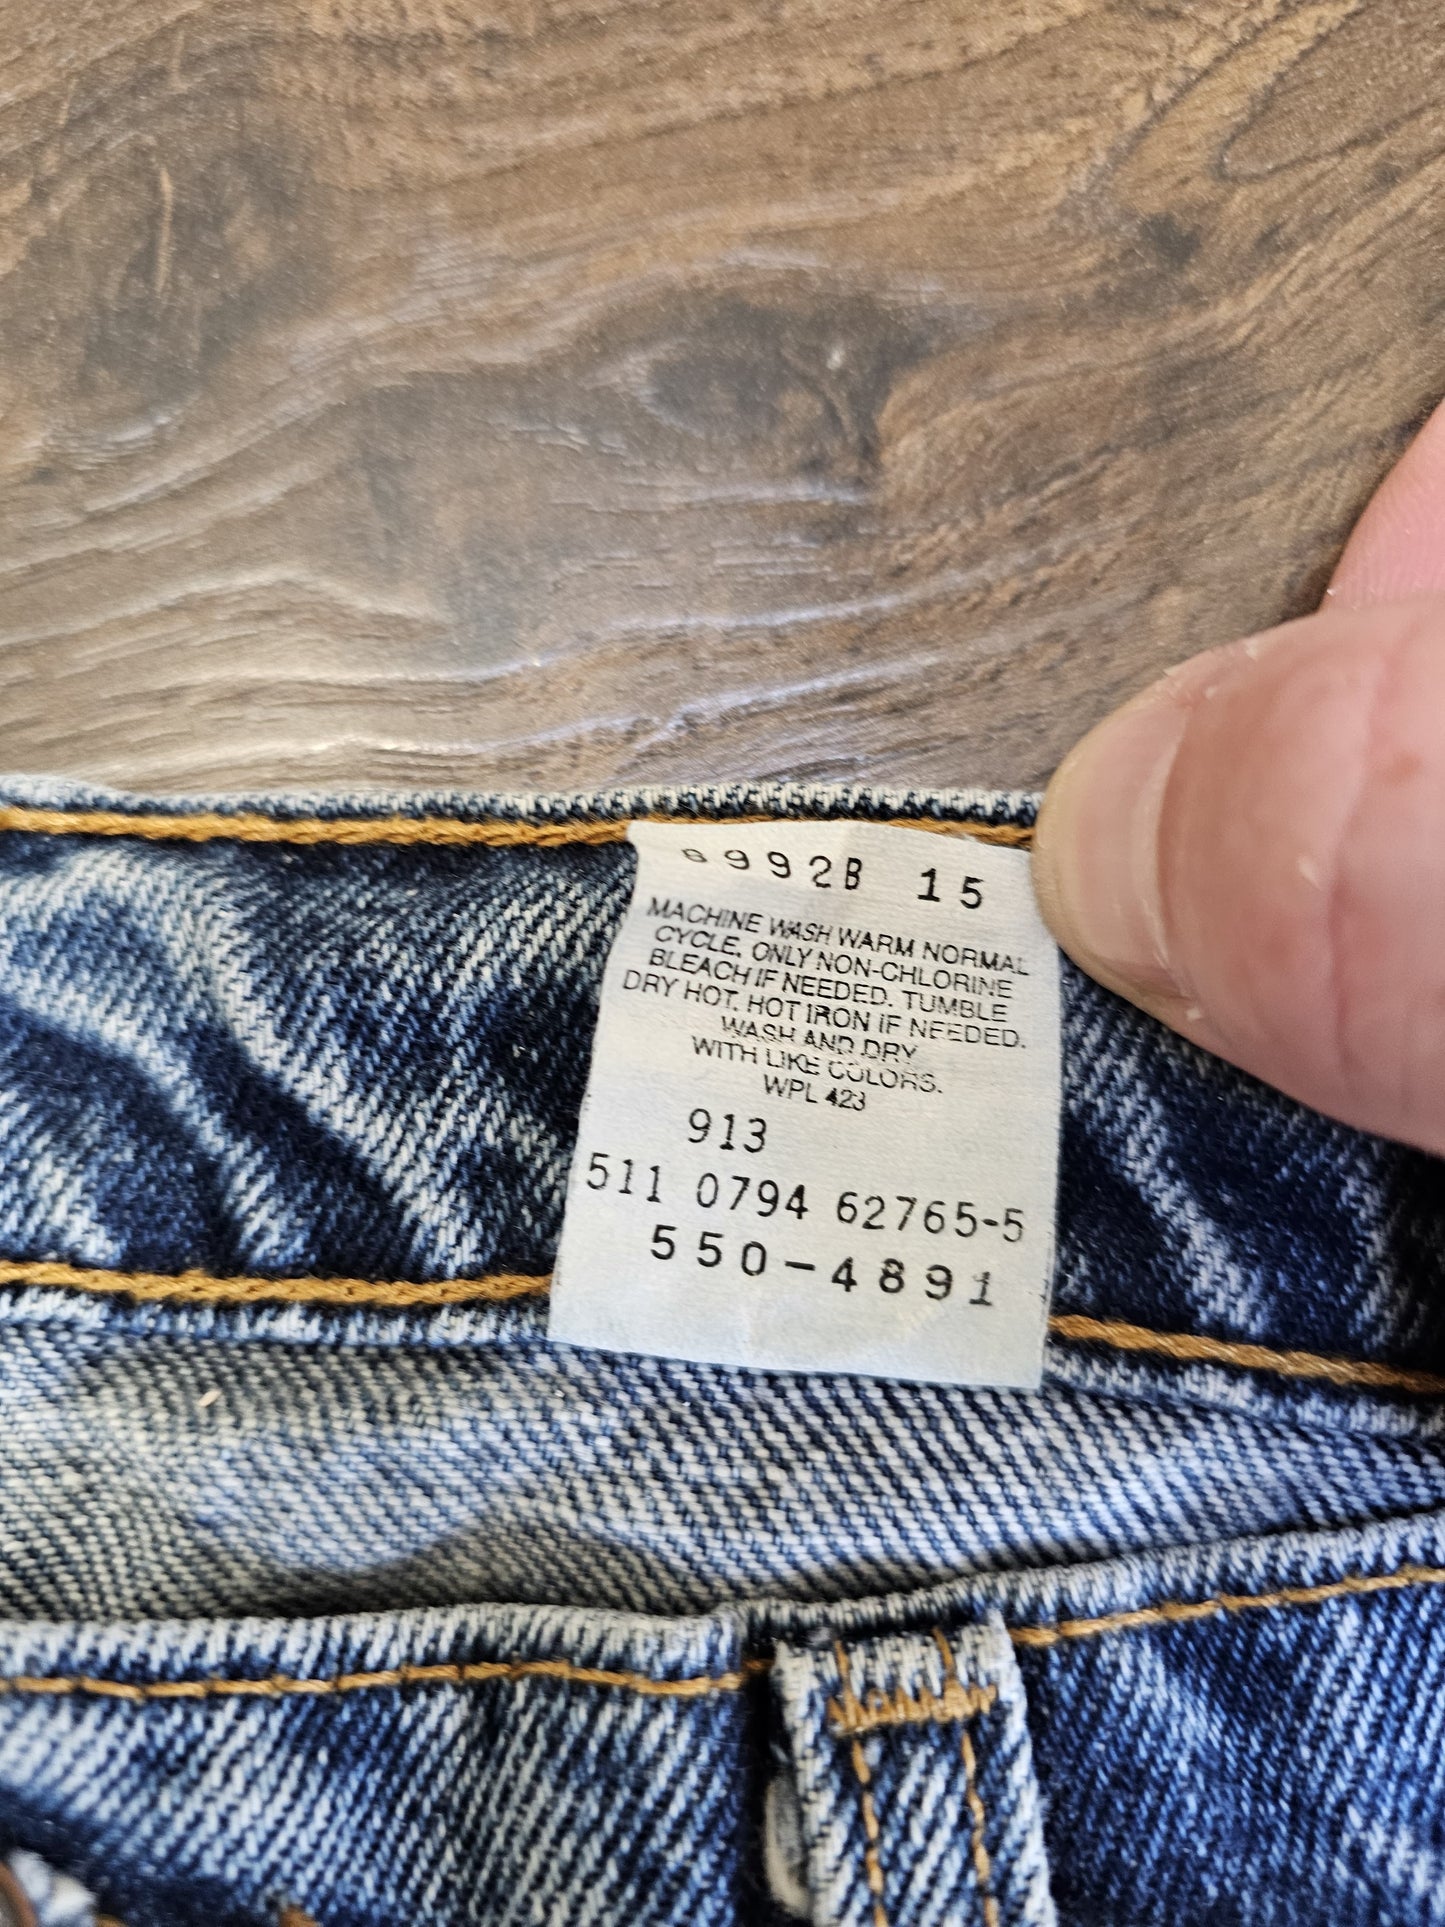 6992B 15
MACHINE WASH WARM NORMAL
CYCLE. ONLY NON-CHLORINE
BLEACH IF NEEDED. TUMBLE
DRY HOT. HOT IRON IF NEEDED.
WASH AND DRY
WITH LIKE COLORS.
WPL 423
913
511 0794 62765-5
550-4891